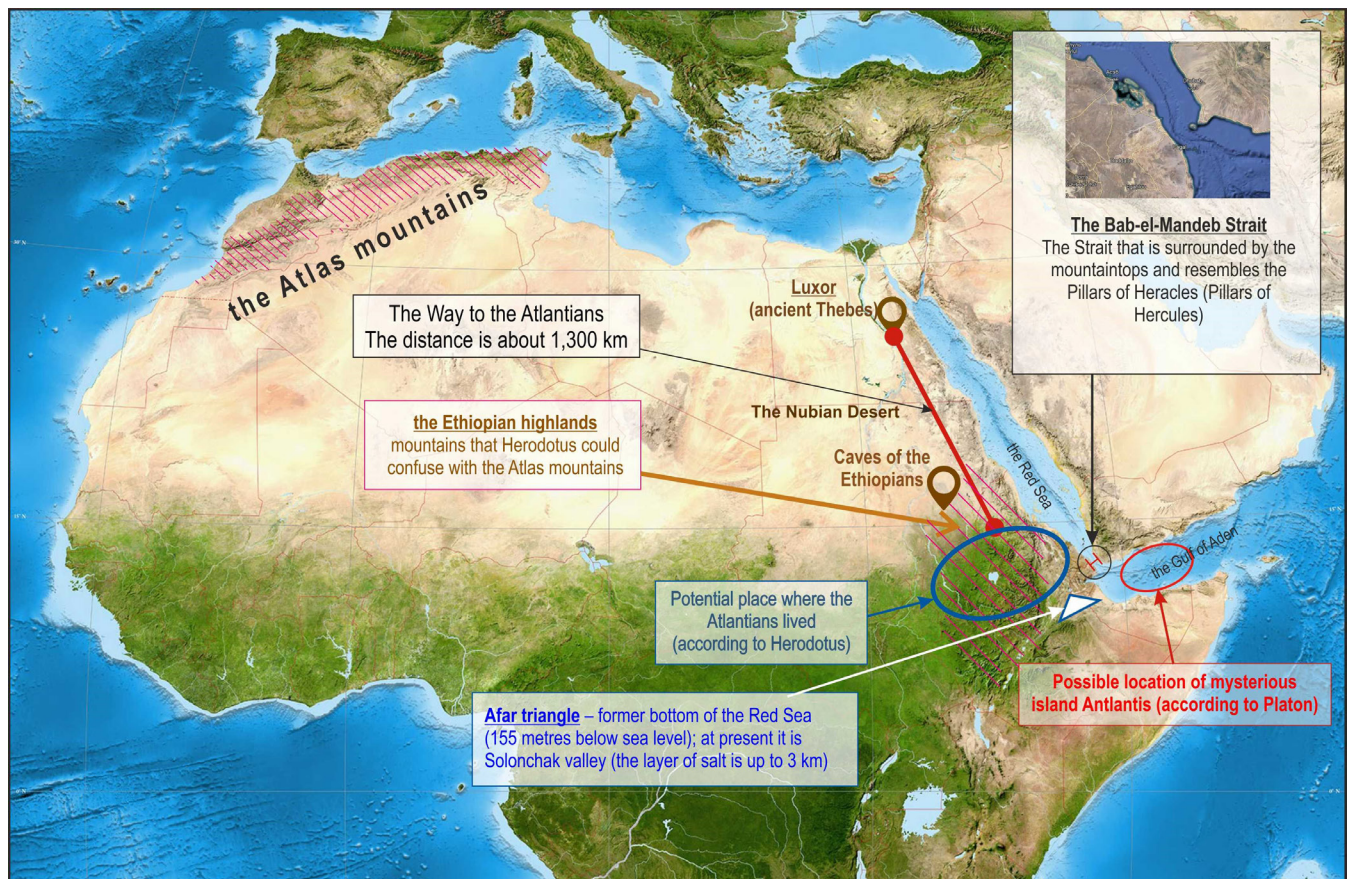 The Bab-el-Mandeb Strait
The Strait that is surrounded by the
mountaintops and resembles the
Pillars of Heracles (Pillars of
Hercules)
the Atlas mountains
Luxor
(ancient Thebes)
The Way to the Atlantians
The distance is about 1,300 km
The Nubian Desert
the Ethiopian highlands
mountains that Herodotus could
confuse with the Atlas mountains
Caves of the
Ethiopians
the Red Sea
the Gulf of Aden
Potential place where the
Atlantians lived
(according to Herodotus)
Possible location of mysterious
island Antlantis (according to Platon)
Afar triangle – former bottom of the Red Sea
(155 metres below sea level); at present it is
Solonchak valley (the layer of salt is up to 3 km)